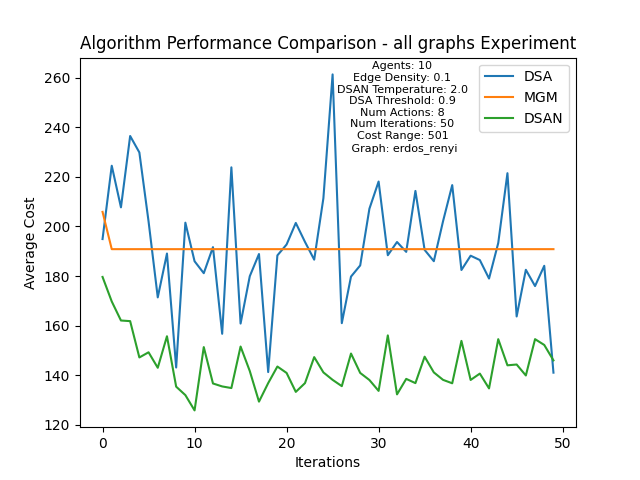 Algorithm Performance Comparison - all graphs Experiment
Agents: 10
Edge Density: 0.1
DSAN Temperature: 2.0
DSA Threshold: 0.9
Num Actions: 8
Num Iterations: 50
Cost Range: 501
Graph: erdos_renyi
DSA
MGM
DSAN
Average Cost
260
240
220
200
180
160
140
120
0 10 20 30 40 50
Iterations